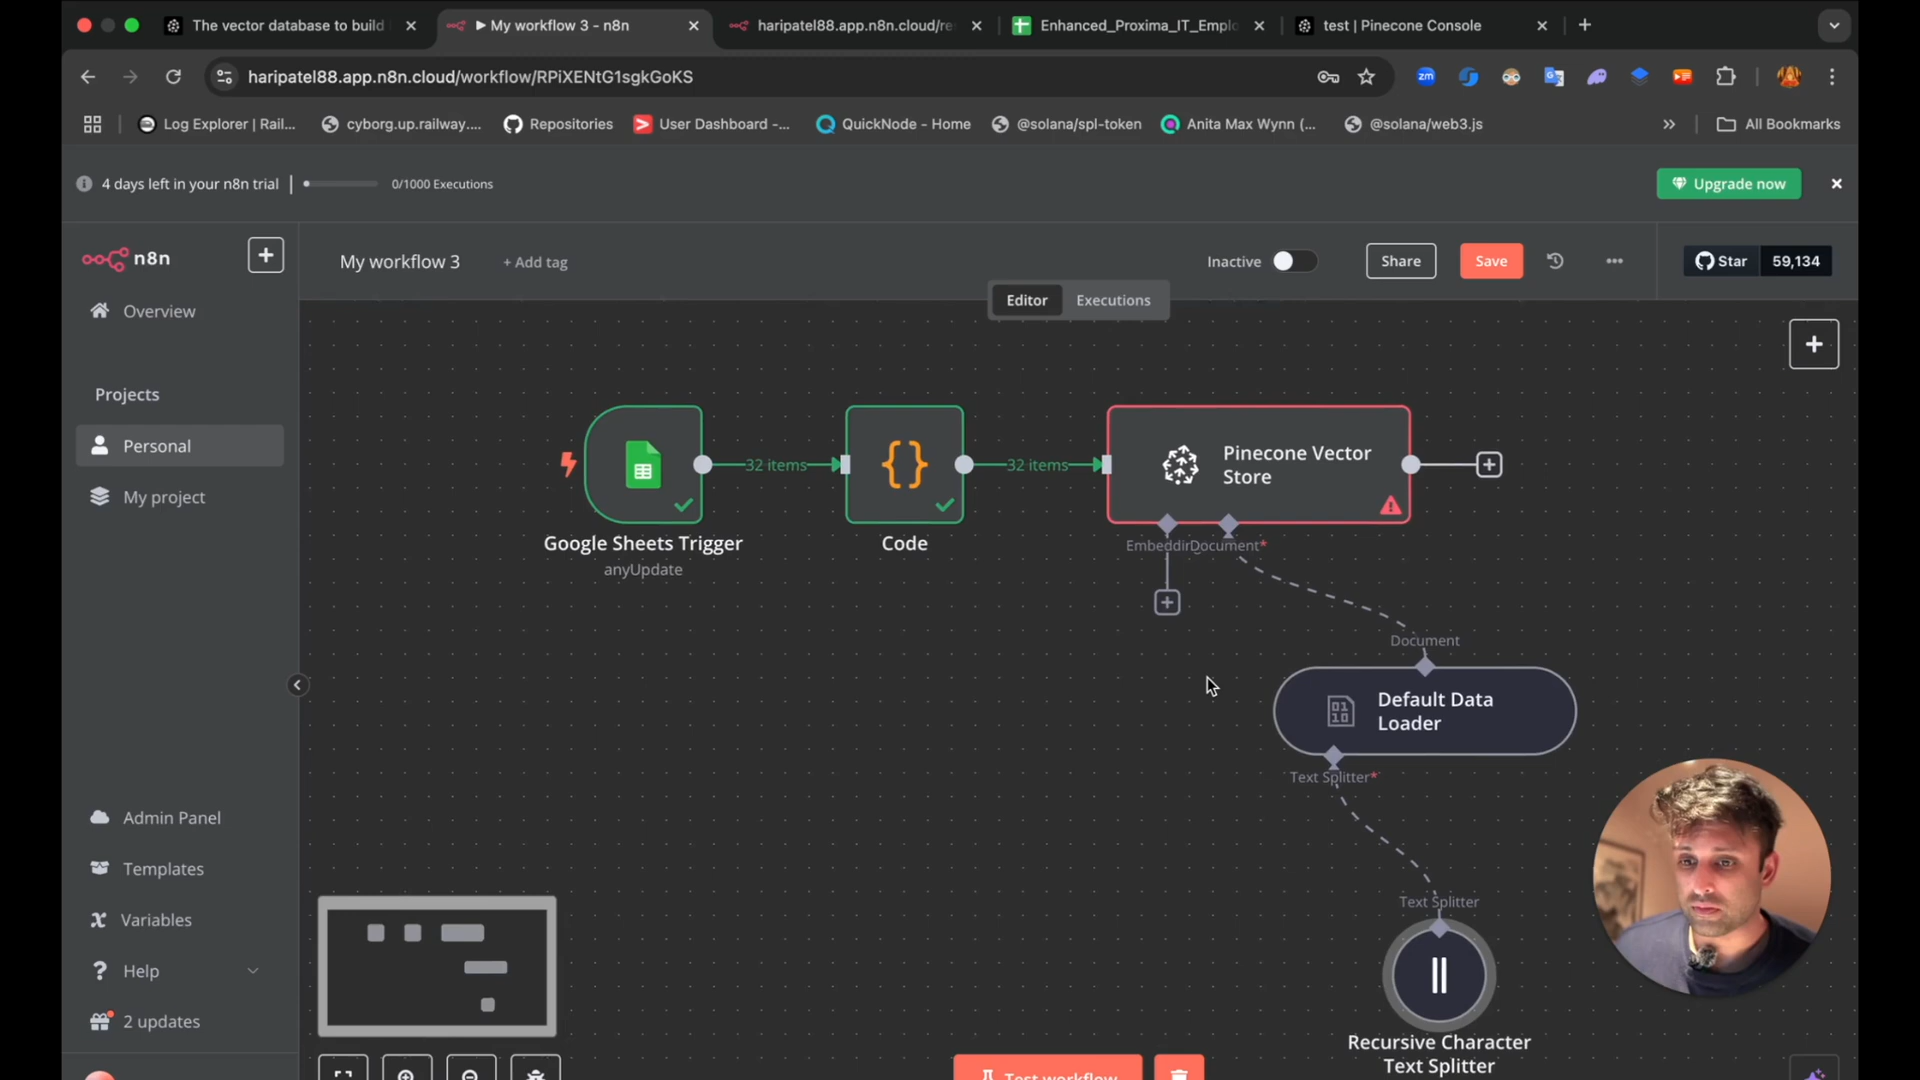 The vector database to build
▶ My workflow 3 - n8n
haripatel88.app.n8n.cloud/re
Enhanced_Proxima_IT_Emplo
test | Pinecone Console
haripatel88.app.n8n.cloud/workflow/RPiXENtG1sgkGoKS
zm
Log Explorer | Rail...
cyborg.up.railway....
Repositories
User Dashboard -...
QuickNode - Home
@solana/spl-token
Anita Max Wynn (...
@solana/web3.js
All Bookmarks
4 days left in your n8n trial
0/1000 Executions
Upgrade now
n8n
My workflow 3
+ Add tag
Inactive
Share
Save
Star
59,134
Editor
Executions
Overview
Projects
Personal
My project
32 items
32 items
Pinecone Vector
Store
Google Sheets Trigger
anyUpdate
Code
EmbeddinDocument*
Document
Default Data
Loader
Text Splitter*
Text Splitter
Recursive Character
Text Splitter
Admin Panel
Templates
Variables
Help
2 updates
Test workflow